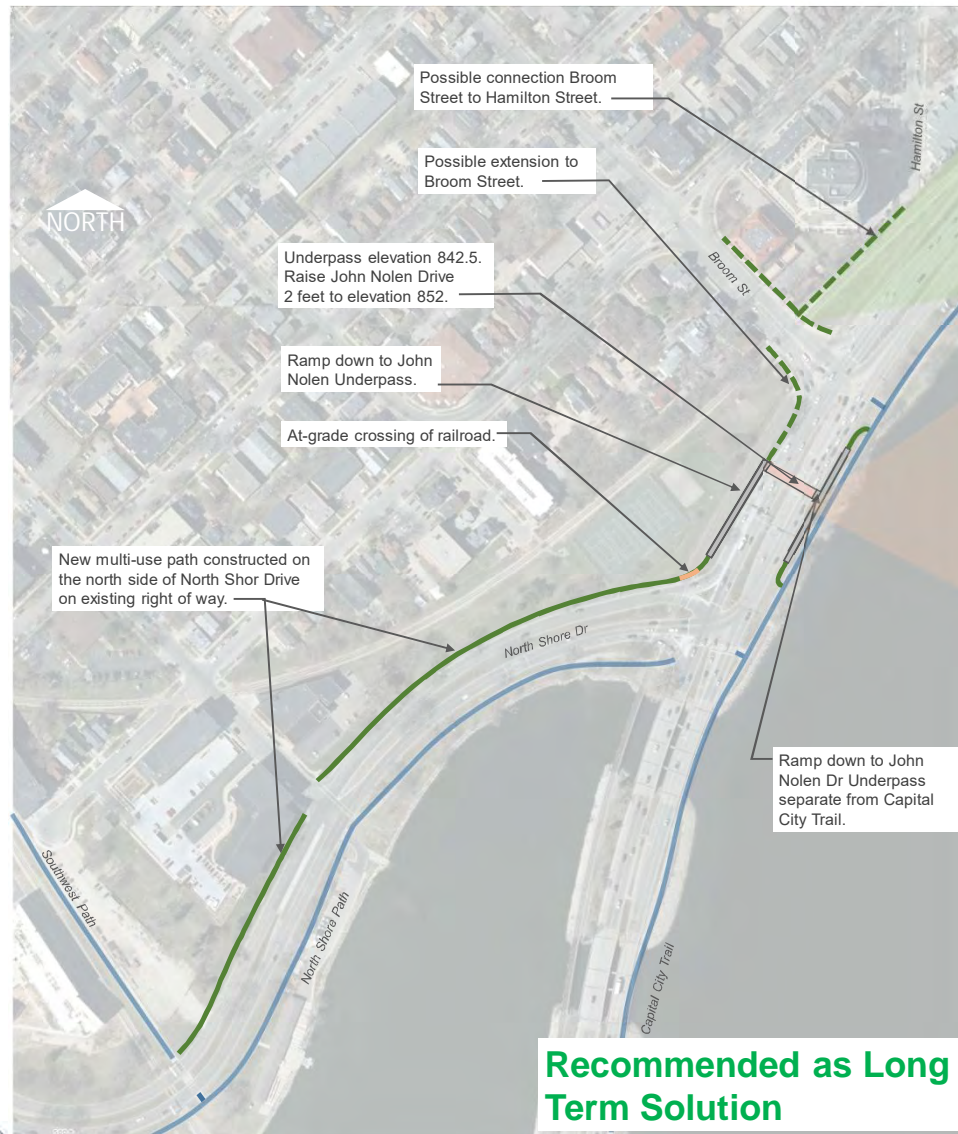 Possible connection Broom
Street to Hamilton Street.
Hamilton St
Possible extension to
Broom Street.
NORTH
Underpass elevation 842.5.
Raise John Nolen Drive
2 feet to elevation 852.
Broom St
Ramp down to John
Nolen Underpass.
At-grade crossing of railroad.
New multi-use path constructed on
the north side of North Shor Drive
on existing right of way.
North Shore Dr
Ramp down to John
Nolen Dr Underpass
separate from Capital
City Trail.
Southwest Path
North Shore Path
Capital City Trail
Recommended as Long
Term Solution